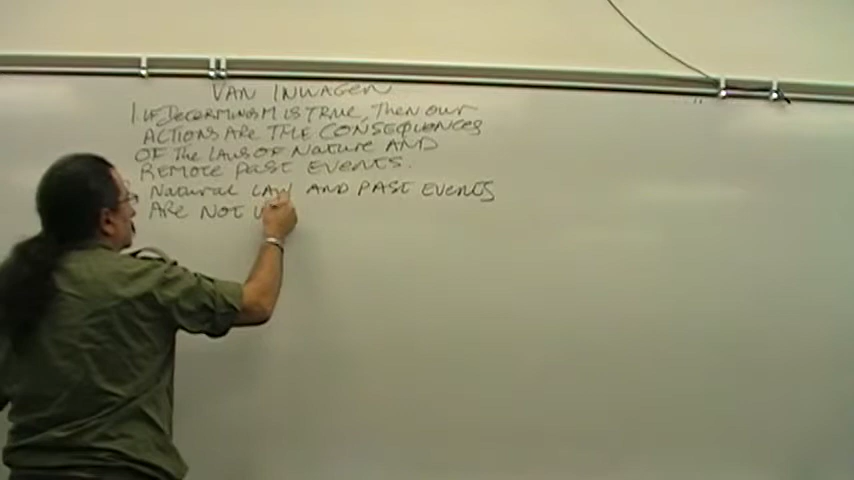 VAN INWAGEN
1. IF DETERMINISM IS TRUE, Then our
ACTIONS ARE THE CONSEQUENCES
OF The LAWS OF NATURE AND
REMOTE PAST EVENTS.
NATURAL LAW AND PAST EVENTS
ARE NOT